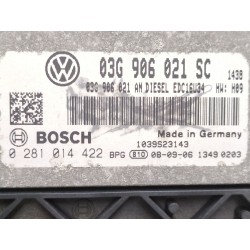 03G 906 021 SC
1438
03G 906 021 AM DIESEL EDC16U34 HW: H09
BOSCH
Made in Germany
1039S23143
0 281 014 422 BPG 810 08-09-06 1349 0203